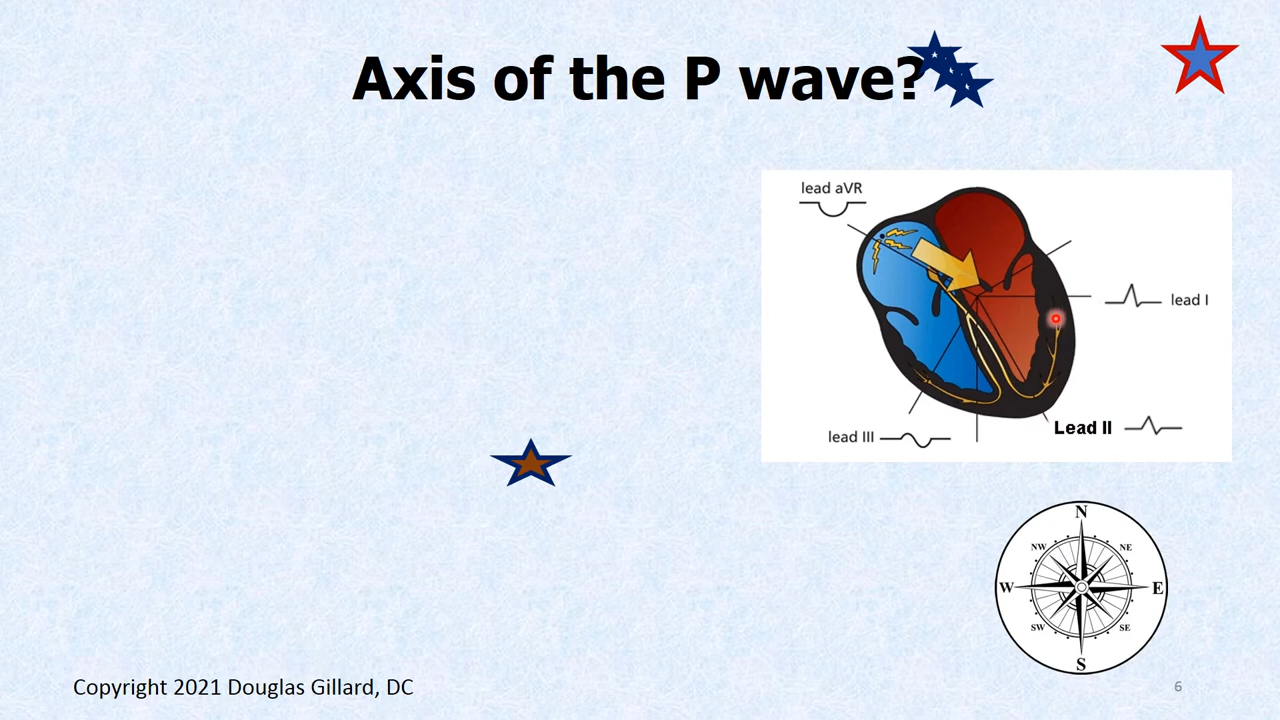 Axis of the P wave?
lead aVR
lead I
Lead II
lead III
N
NW
NE
W
E
SW
SE
S
Copyright 2021 Douglas Gillard, DC
6